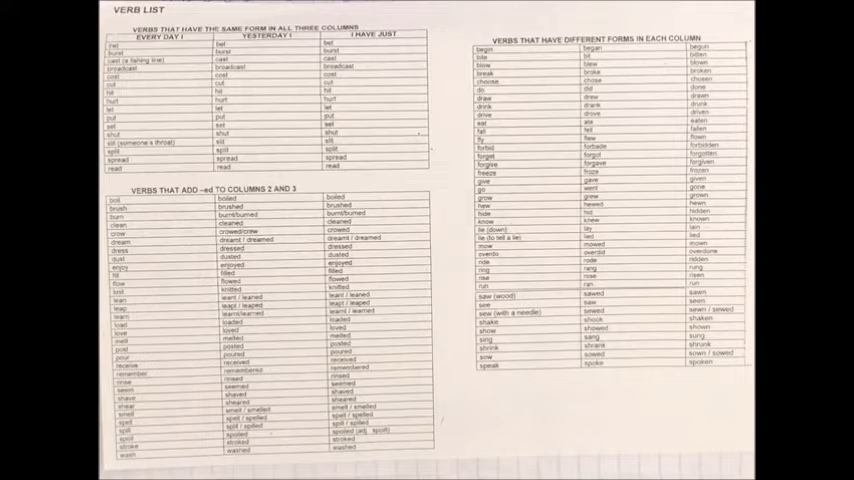 VERB LIST
VERBS THAT HAVE THE SAME FORM IN ALL THREE COLUMNS
EVERY DAY I YESTERDAY I I HAVE JUST
bet bet bet
burst burst burst
cast (a fishing line) cast cast
broadcast broadcast broadcast
cost cost cost
cut cut cut
hit hit hit
hurt hurt hurt
let let let
put put put
set set set
shut shut shut
slit (someone's throat) slit slit
split split split
spread spread spread
read read read
VERBS THAT ADD –ed TO COLUMNS 2 AND 3
boil boiled boiled
brush brushed brushed
burn burnt/burned burnt/burned
clean cleaned cleaned
crow crowed/crew crowed
dream dreamt / dreamed dreamt / dreamed
dress dressed dressed
dust dusted dusted
enjoy enjoyed enjoyed
fill filled filled
flow flowed flowed
knit knitted knitted
lean leant / leaned leant / leaned
leap leapt / leaped leapt / leaped
learn learnt/learned learnt / learned
load loaded loaded
love loved loved
melt melted melted
post posted posted
pour poured poured
receive received received
remember remembered remembered
rinse rinsed rinsed
seem seemed seemed
shave shaved shaved
shear sheared sheared
smell smelt / smelled smelt / smelled
spell spelt / spelled spelt / spelled
spill spilt / spilled spilt / spilled
spoil spoiled spoiled (adj. spoilt)
stroke stroked stroked
wash washed washed
VERBS THAT HAVE DIFFERENT FORMS IN EACH COLUMN
begin began begun
bite bit bitten
blow blew blown
break broke broken
choose chose chosen
do did done
draw drew drawn
drink drank drunk
drive drove driven
eat ate eaten
fall fell fallen
fly flew flown
forbid forbade forbidden
forget forgot forgotten
forgive forgave forgiven
freeze froze frozen
give gave given
go went gone
grow grew grown
hew hewed hewn
hide hid hidden
know knew known
lie (down) lay lain
lie (to tell a lie) lied lied
mow mowed mown
overdo overdid overdone
ride rode ridden
ring rang rung
rise rose risen
run ran run
saw (wood) sawed sawn
see saw seen
sew (with a needle) sewed sewn / sewed
shake shook shaken
show showed shown
sing sang sung
shrink shrank shrunk
sow sowed sown / sowed
speak spoke spoken